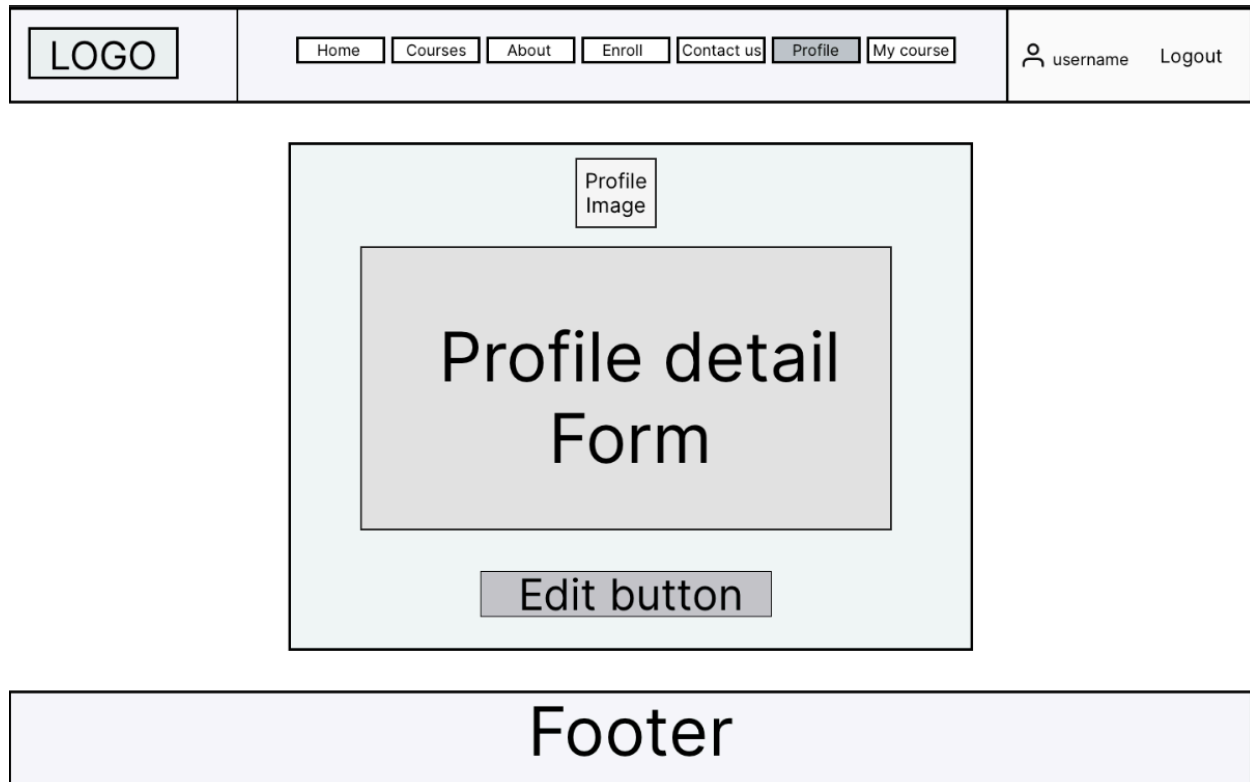 LOGO
Home Courses About Enroll Contact us Profile My course
username Logout
Profile
Image
Profile detail
Form
Edit button
Footer